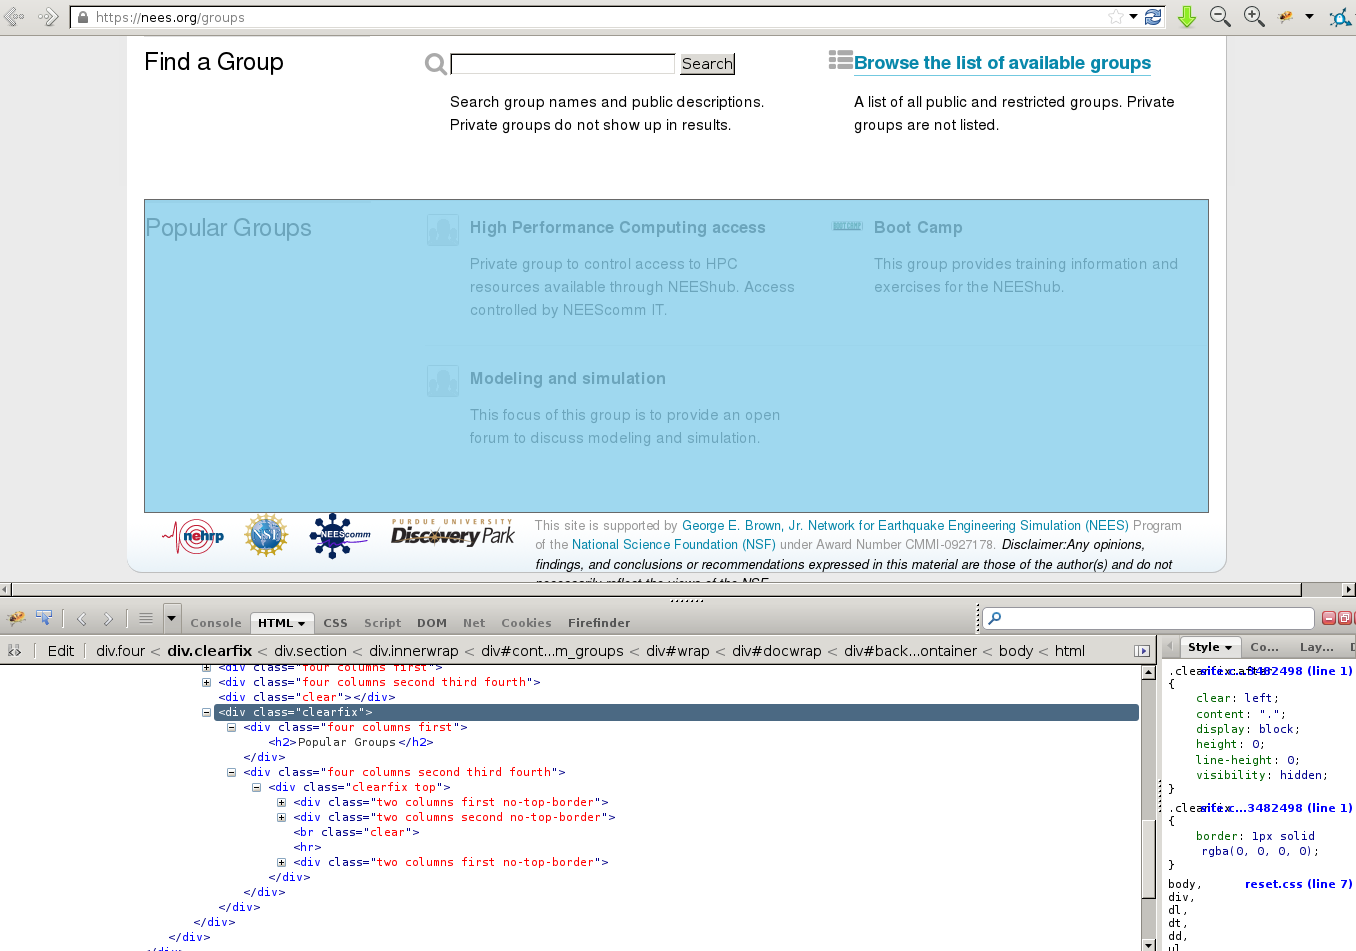 https://nees.org/groups
Find a Group
Search
Browse the list of available groups
Search group names and public descriptions.
Private groups do not show up in results.
A list of all public and restricted groups. Private
groups are not listed.
Popular Groups
High Performance Computing access
Private group to control access to HPC
resources available through NEEShub. Access
controlled by NEEScomm IT.
BOOT CAMP
Boot Camp
This group provides training information and
exercises for the NEEShub.
Modeling and simulation
This focus of this group is to provide an open
forum to discuss modeling and simulation.
nehrp
NSF
NEEScomm
PURDUE UNIVERSITY
Discovery Park
This site is supported by George E. Brown, Jr. Network for Earthquake Engineering Simulation (NEES) Program
of the National Science Foundation (NSF) under Award Number CMMI-0927178. Disclaimer:Any opinions,
findings, and conclusions or recommendations expressed in this material are those of the author(s) and do not
necessarily reflect the views of the NSF.
Console HTML CSS Script DOM Net Cookies Firefinder
Edit div.four < div.clearfix < div.section < div.innerwrap < div#cont...m_groups < div#wrap < div#docwrap < div#back...ontainer < body < html
<div class="four columns first">
<div class="four columns second third fourth">
<div class="clear"></div>
<div class="clearfix">
<div class="four columns first">
<h2>Popular Groups</h2>
</div>
<div class="four columns second third fourth">
<div class="clearfix top">
<div class="two columns first no-top-border">
<div class="two columns second no-top-border">
<br class="clear">
<hr>
<div class="two columns first no-top-border">
</div>
</div>
</div>
</div>
</div>
Style Co... Lay...
.clearfix:after site.c...3482498 (line 1)
{
clear: left;
content: ".";
display: block;
height: 0;
line-height: 0;
visibility: hidden;
}
.clearfix site.c...3482498 (line 1)
{
border: 1px solid
rgba(0, 0, 0, 0);
}
body, reset.css (line 7)
div,
dl,
dt,
dd,
ul,